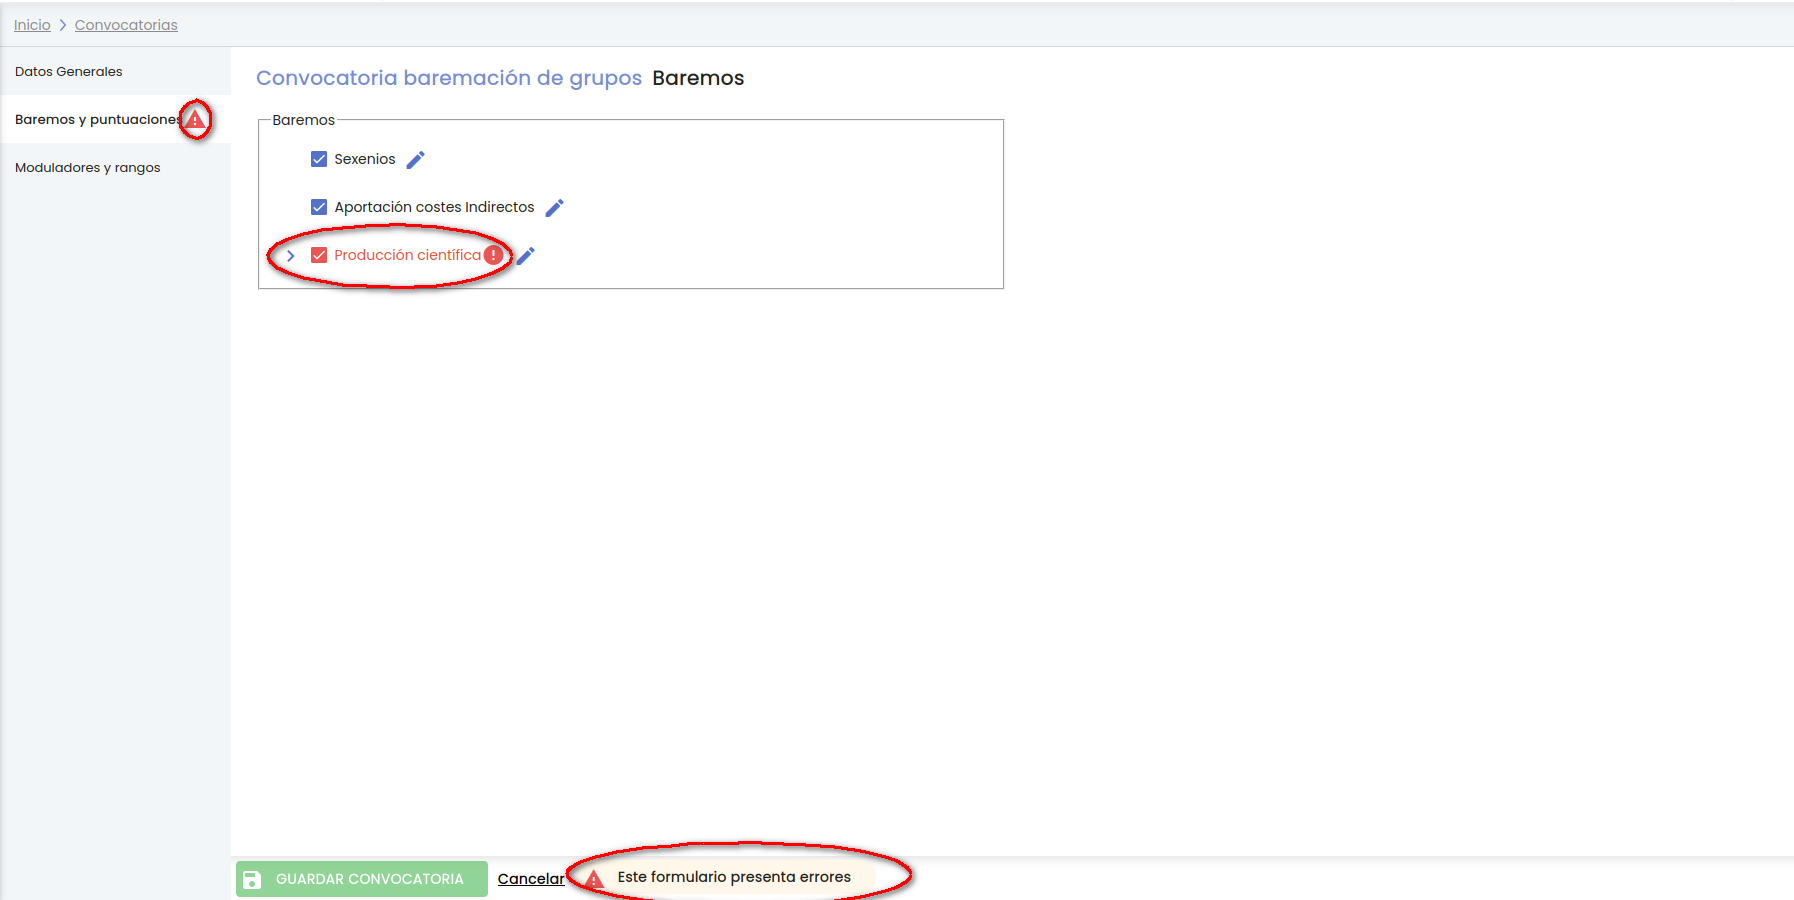 Inicio > Convocatorias
Datos Generales
Baremos y puntuaciones
Moduladores y rangos
Convocatoria baremación de grupos Baremos
Baremos
Sexenios
Aportación costes Indirectos
Producción científica
GUARDAR CONVOCATORIA Cancelar Este formulario presenta errores